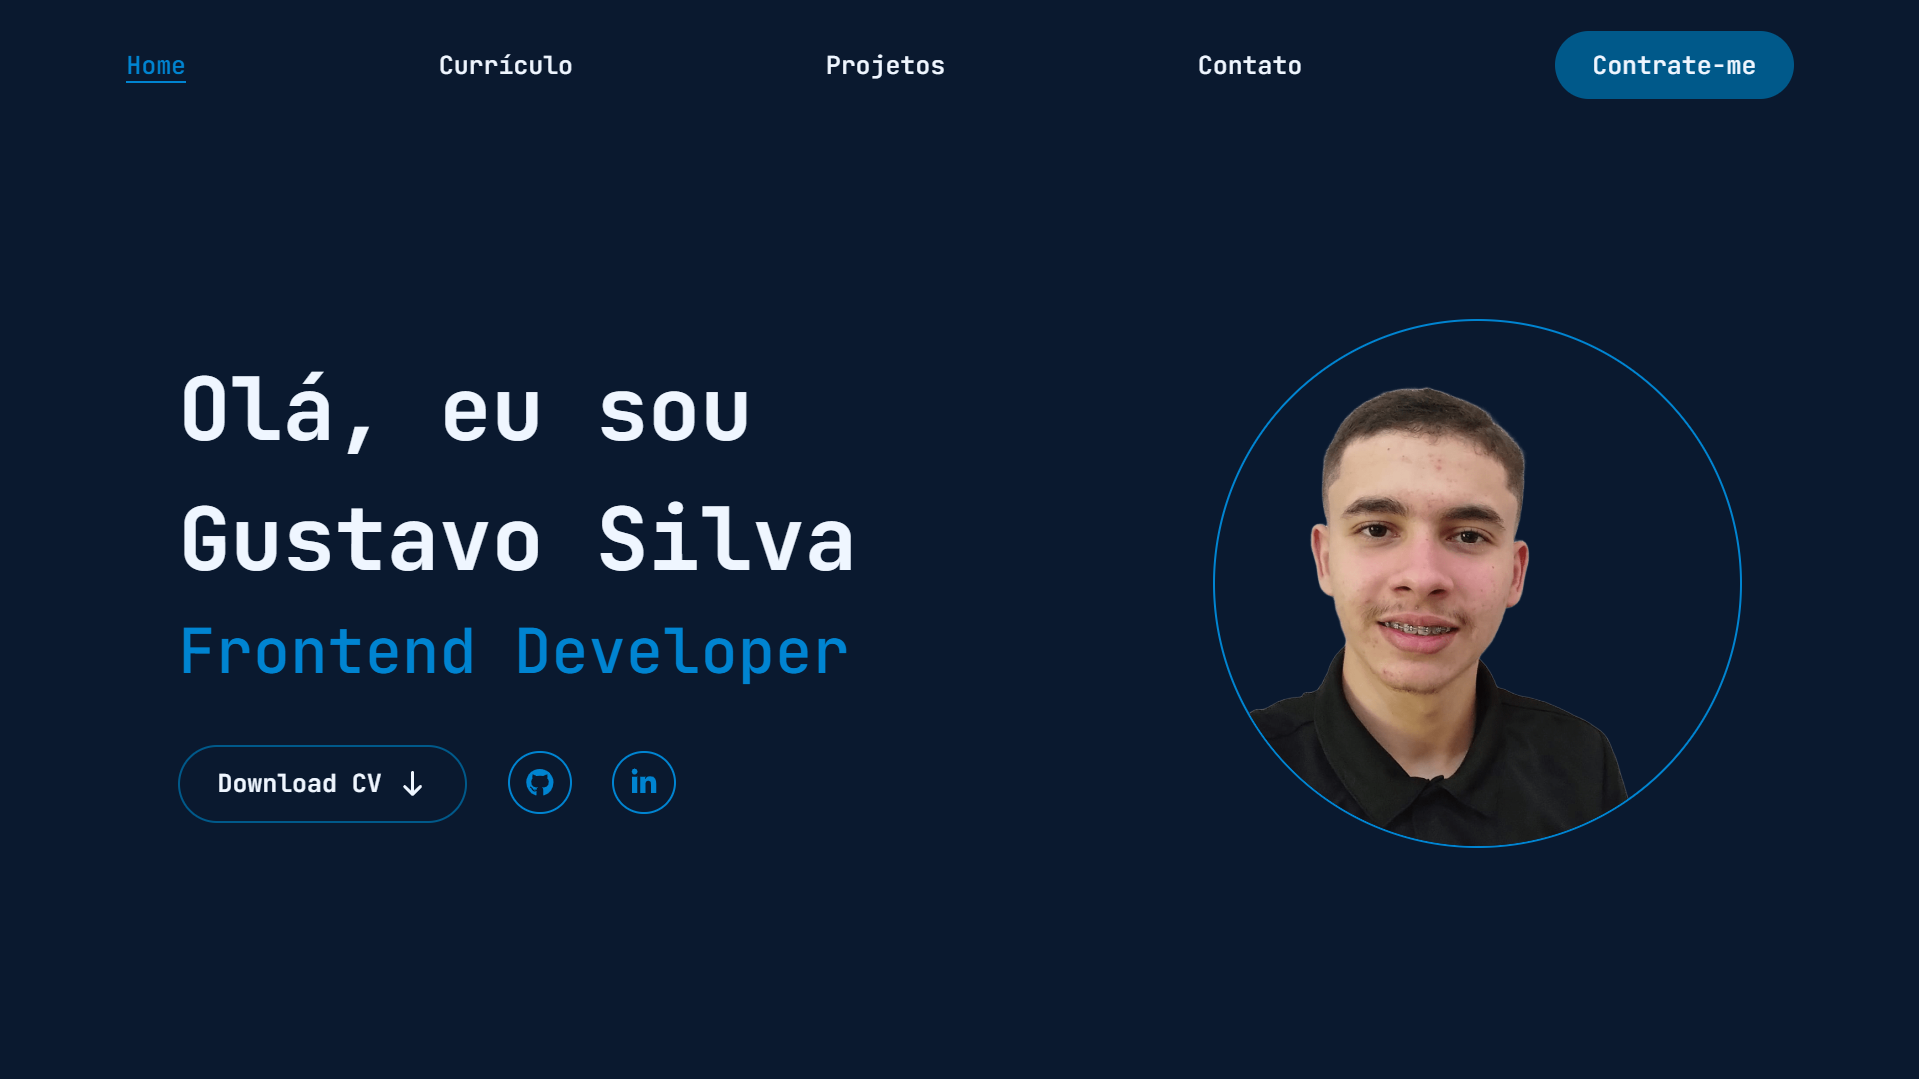 Home
Currículo
Projetos
Contato
Contrate-me
Olá, eu sou
Gustavo Silva
Frontend Developer
Download CV
in